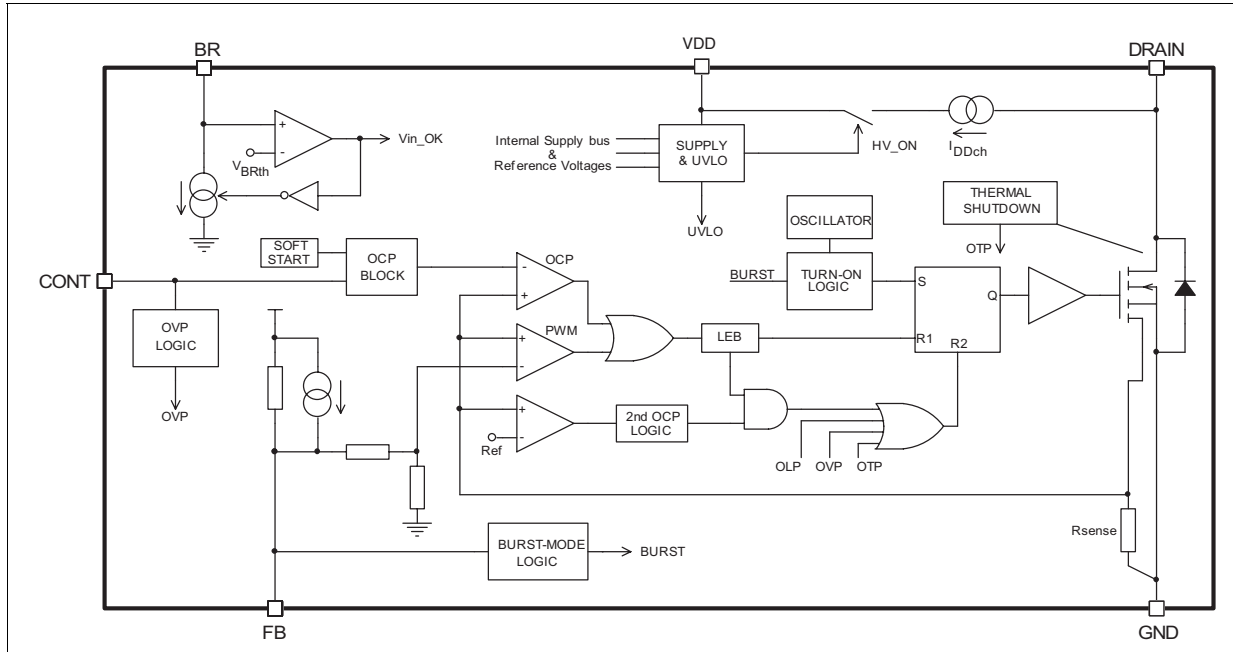 BR
VDD
DRAIN
+
-
Vin_OK
VBRth
Internal Supply bus
&
Reference Voltages
SUPPLY
& UVLO
HV_ON
IDDch
UVLO
THERMAL
SHUTDOWN
OSCILLATOR
OTP
SOFT
START
OCP
BLOCK
OCP
-
+
BURST
TURN-ON
LOGIC
S
Q
R1
R2
CONT
OVP
LOGIC
OVP
PWM
+
-
LEB
+
-
Ref
2nd OCP
LOGIC
OLP
OVP
OTP
Rsense
BURST-MODE
LOGIC
BURST
FB
GND